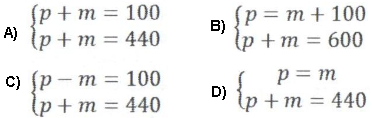 A) {p + m = 100
p + m = 440
B) {p = m + 100
p + m = 600
C) {p − m = 100
p + m = 440
D) {p = m
p + m = 440